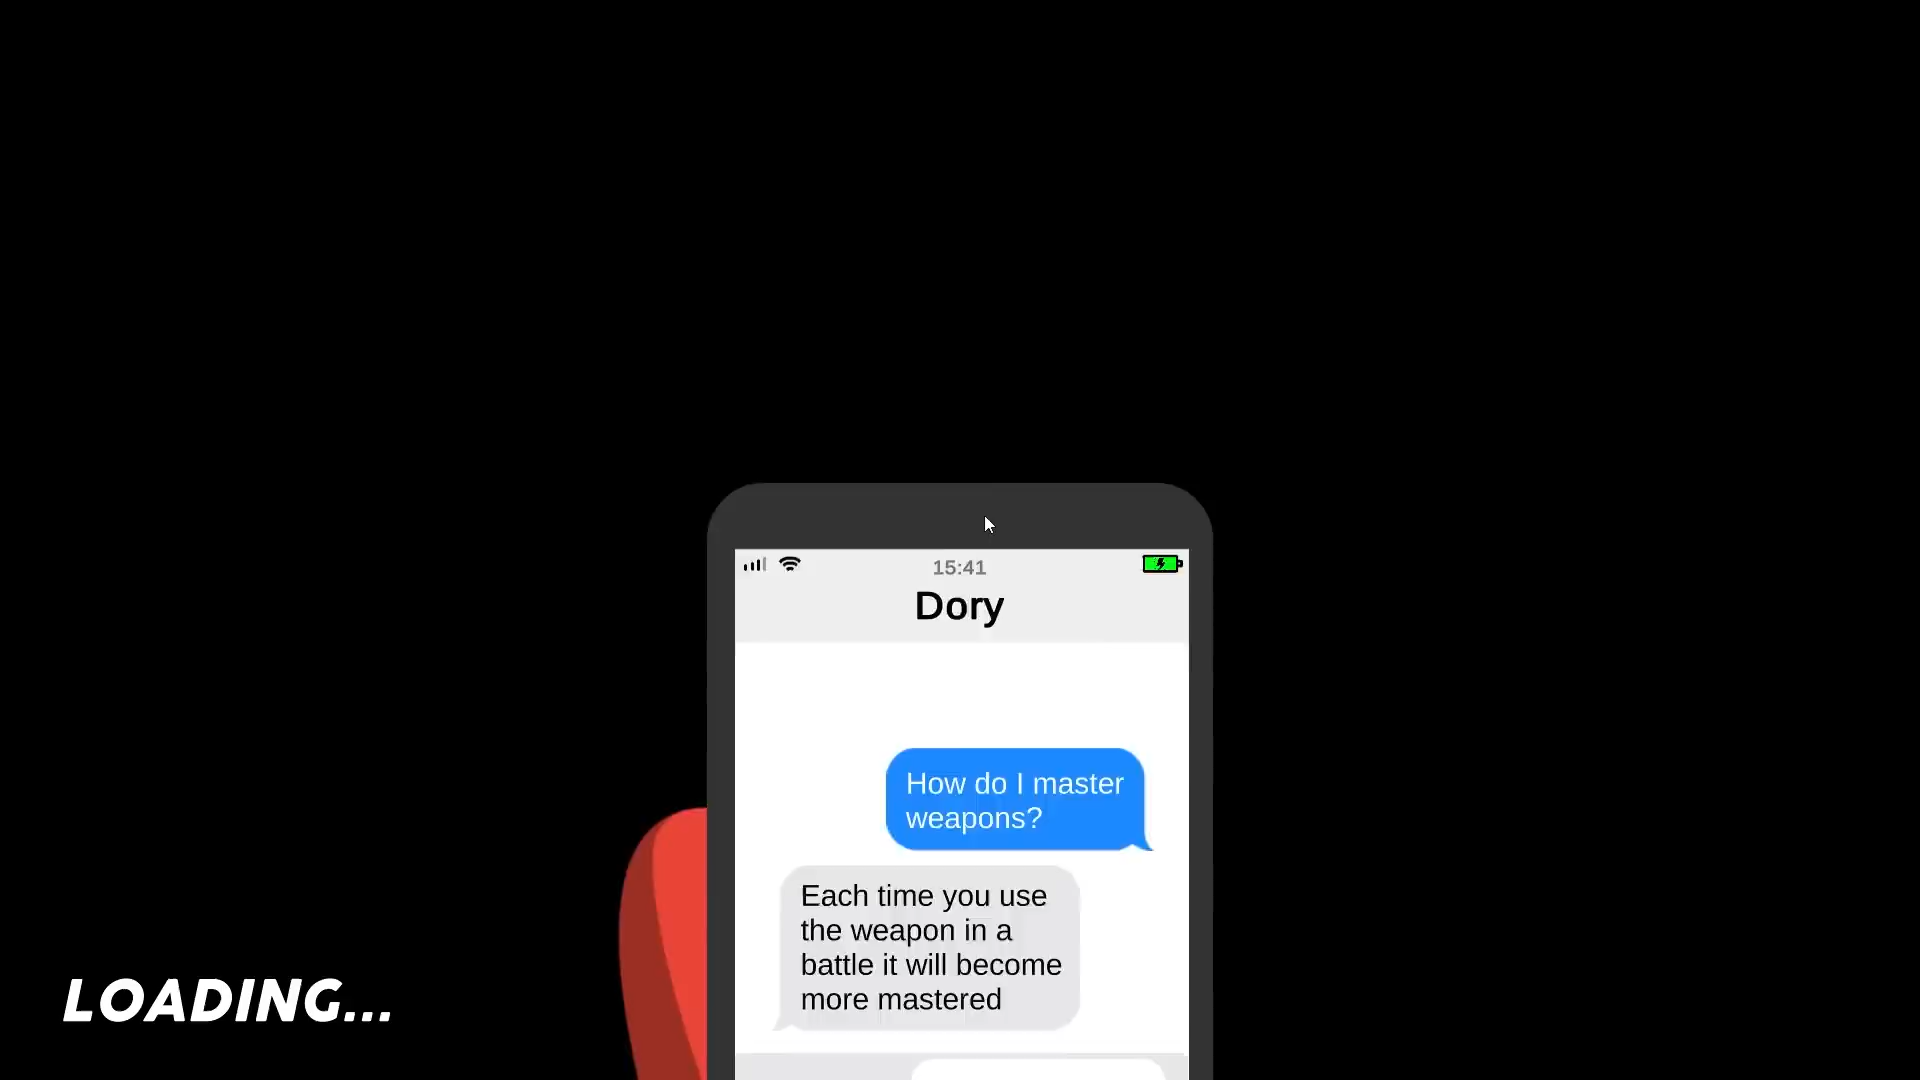 15:41
Dory
How do I master
weapons?
Each time you use
the weapon in a
battle it will become
more mastered
LOADING...